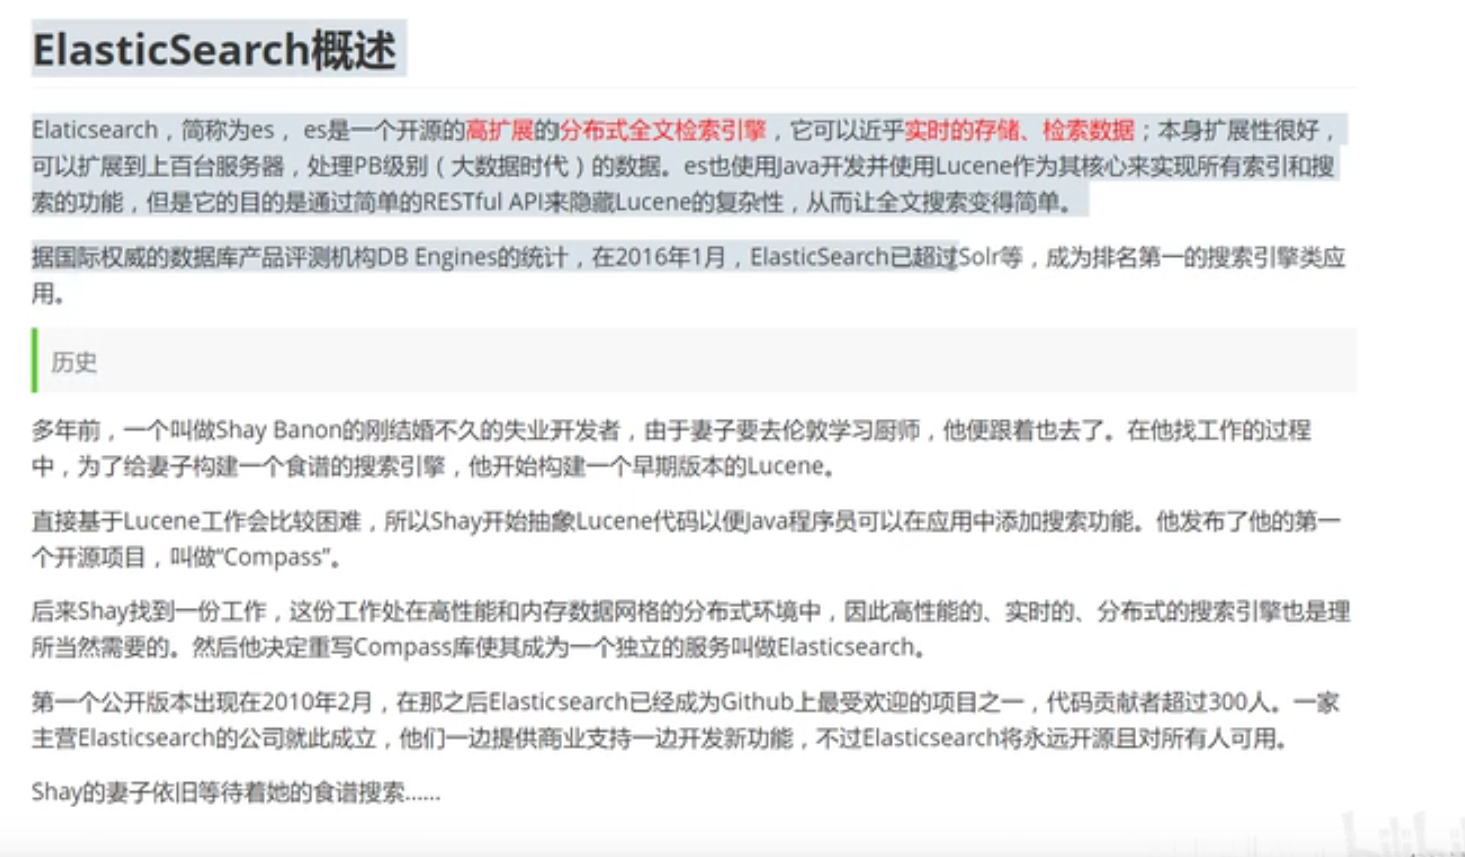 ElasticSearch概述
Elaticsearch，简称为es， es是一个开源的高扩展的分布式全文检索引擎，它可以近乎实时的存储、检索数据；本身扩展性很好，
可以扩展到上百台服务器，处理PB级别（大数据时代）的数据。es也使用Java开发并使用Lucene作为其核心来实现所有索引和搜
索的功能，但是它的目的是通过简单的RESTful API来隐藏Lucene的复杂性，从而让全文搜索变得简单。
据国际权威的数据库产品评测机构DB Engines的统计，在2016年1月，ElasticSearch已超过Solr等，成为排名第一的搜索引擎类应
用。
历史
多年前，一个叫做Shay Banon的刚结婚不久的失业开发者，由于妻子要去伦敦学习厨师，他便跟着也去了。在他找工作的过程
中，为了给妻子构建一个食谱的搜索引擎，他开始构建一个早期版本的Lucene。
直接基于Lucene工作会比较困难，所以Shay开始抽象Lucene代码以便Java程序员可以在应用中添加搜索功能。他发布了他的第一
个开源项目，叫做“Compass”。
后来Shay找到一份工作，这份工作处在高性能和内存数据网格的分布式环境中，因此高性能的、实时的、分布式的搜索引擎也是理
所当然需要的。然后他决定重写Compass库使其成为一个独立的服务叫做Elasticsearch。
第一个公开版本出现在2010年2月，在那之后Elasticsearch已经成为Github上最受欢迎的项目之一，代码贡献者超过300人。一家
主营Elasticsearch的公司就此成立，他们一边提供商业支持一边开发新功能，不过Elasticsearch将永远开源且对所有人可用。
Shay的妻子依旧等待着她的食谱搜索……